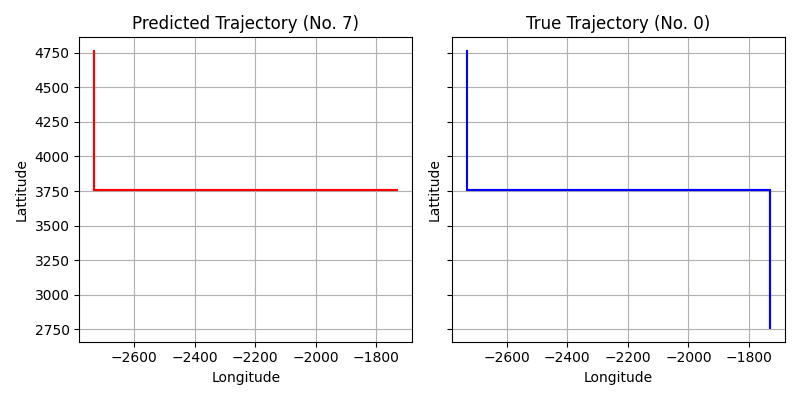 Predicted Trajectory (No. 7)
True Trajectory (No. 0)
Lattitude
4750
4500
4250
4000
3750
3500
3250
3000
2750
−2600 −2400 −2200 −2000 −1800
Longitude
Lattitude
−2600 −2400 −2200 −2000 −1800
Longitude